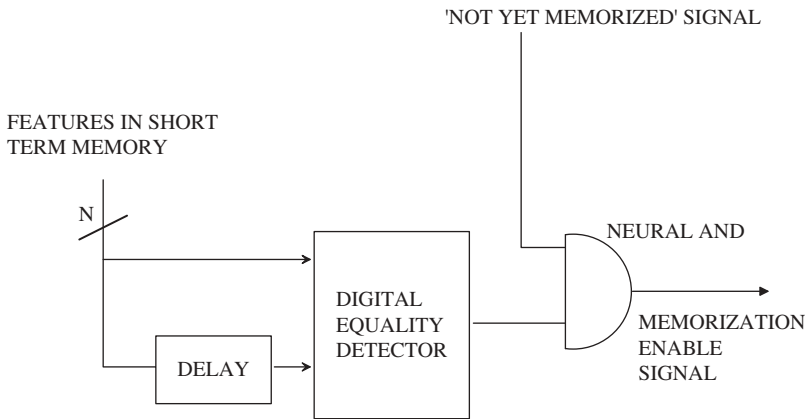 'NOT YET MEMORIZED' SIGNAL
FEATURES IN SHORT
TERM MEMORY
N
NEURAL AND
DIGITAL
EQUALITY
DETECTOR
DELAY
MEMORIZATION
ENABLE
SIGNAL